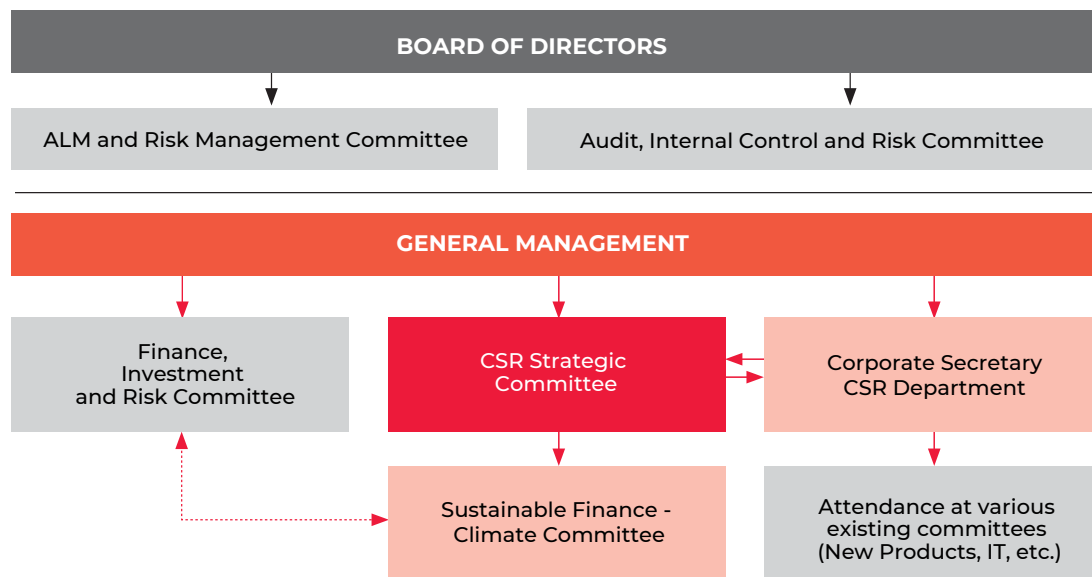 BOARD OF DIRECTORS
ALM and Risk Management Committee
Audit, Internal Control and Risk Committee
GENERAL MANAGEMENT
Finance,
Investment
and Risk Committee
CSR Strategic
Committee
Corporate Secretary
CSR Department
Sustainable Finance -
Climate Committee
Attendance at various
existing committees
(New Products, IT, etc.)